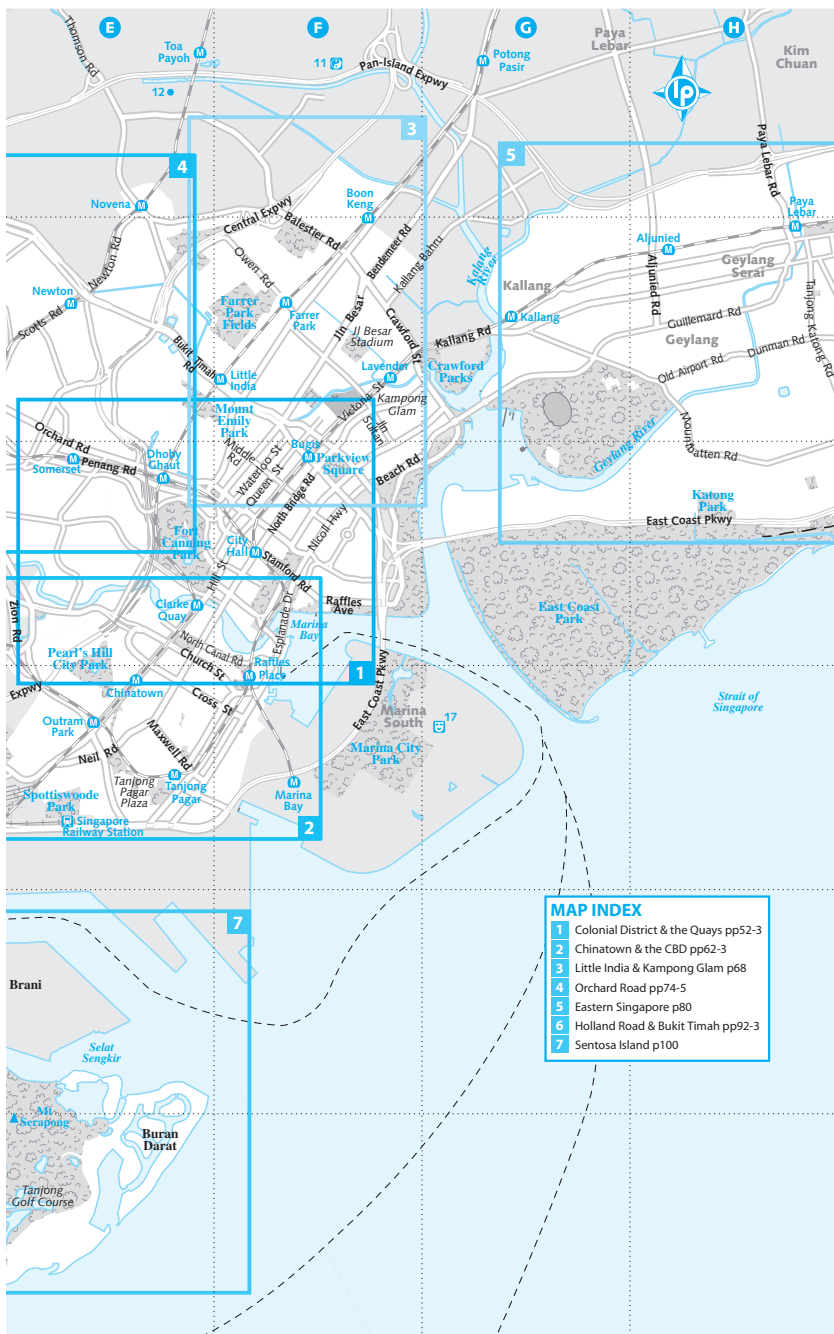 E
F
G
H
Thomson Rd
Toa
Payoh
11
Pan-Island Expwy
Potong
Pasir
Paya
Lebar
Kim
Chuan
lp
12
3
5
4
Paya Lebar Rd
Novena
Boon
Keng
Central Expwy
Balestier Rd
Bendemeer Rd
Kallang Bahru
Paya
Lebar
Newton Rd
Owen Rd
Kalang
River
Aljunied
Geylang
Serai
Newton
Scotts Rd
Farrer
Park
Fields
Farrer
Park
Jln Besar
Jl Besar
Stadium
Crawford St
Kallang
Kallang
Kallang Rd
Aljunied Rd
Guillemard Rd
Tanjong Katong Rd
Bukit Timah
Rd
Little
India
Lavender
Crawford
Parks
Geylang
Dunman Rd
Old Airport Rd
Mount
Emily
Park
Victoria St
Kampong
Glam
Jln
Sultan
Orchard Rd
Somerset
Penang Rd
Dhoby
Ghaut
Middle
Rd
Waterloo St
Queen St
Bugis
Parkview
Square
Beach Rd
Geylang River
Mountbatten Rd
North Bridge Rd
Nicoll Hwy
Katong
Park
East Coast Pkwy
Fort
Canning
Park
City
Hall
Hill St
Stamford Rd
Zion Rd
Clarke
Quay
Esplanade Dr
Raffles
Ave
Marina
Bay
East Coast
Park
Pearl's Hill
City Park
North Canal Rd
Church St
Raffles
Place
1
Expwy
Chinatown
Cross St
East Coast Pkwy
Marina
South
17
Strait of
Singapore
Outram
Park
Neil Rd
Maxwell Rd
Marina City
Park
Tanjong
Pagar
Plaza
Tanjong
Pagar
Marina
Bay
Spottiswoode
Park
Singapore
Railway Station
2
7
MAP INDEX
1 Colonial District & the Quays pp52-3
2 Chinatown & the CBD pp62-3
3 Little India & Kampong Glam p68
4 Orchard Road pp74-5
5 Eastern Singapore p80
6 Holland Road & Bukit Timah pp92-3
7 Sentosa Island p100
Brani
Selat
Sengkir
Mt
Serapong
Buran
Darat
Tanjong
Golf Course